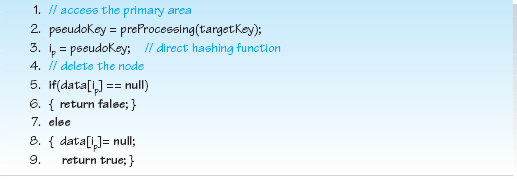 1. // access the primary area
2. pseudoKey = preProcessing(targetKey);
3. ip = pseudoKey; // direct hashing function
4. // delete the node
5. if(data[ip] == null)
6. { return false; }
7. else
8. { data[ip]= null;
9. return true; }